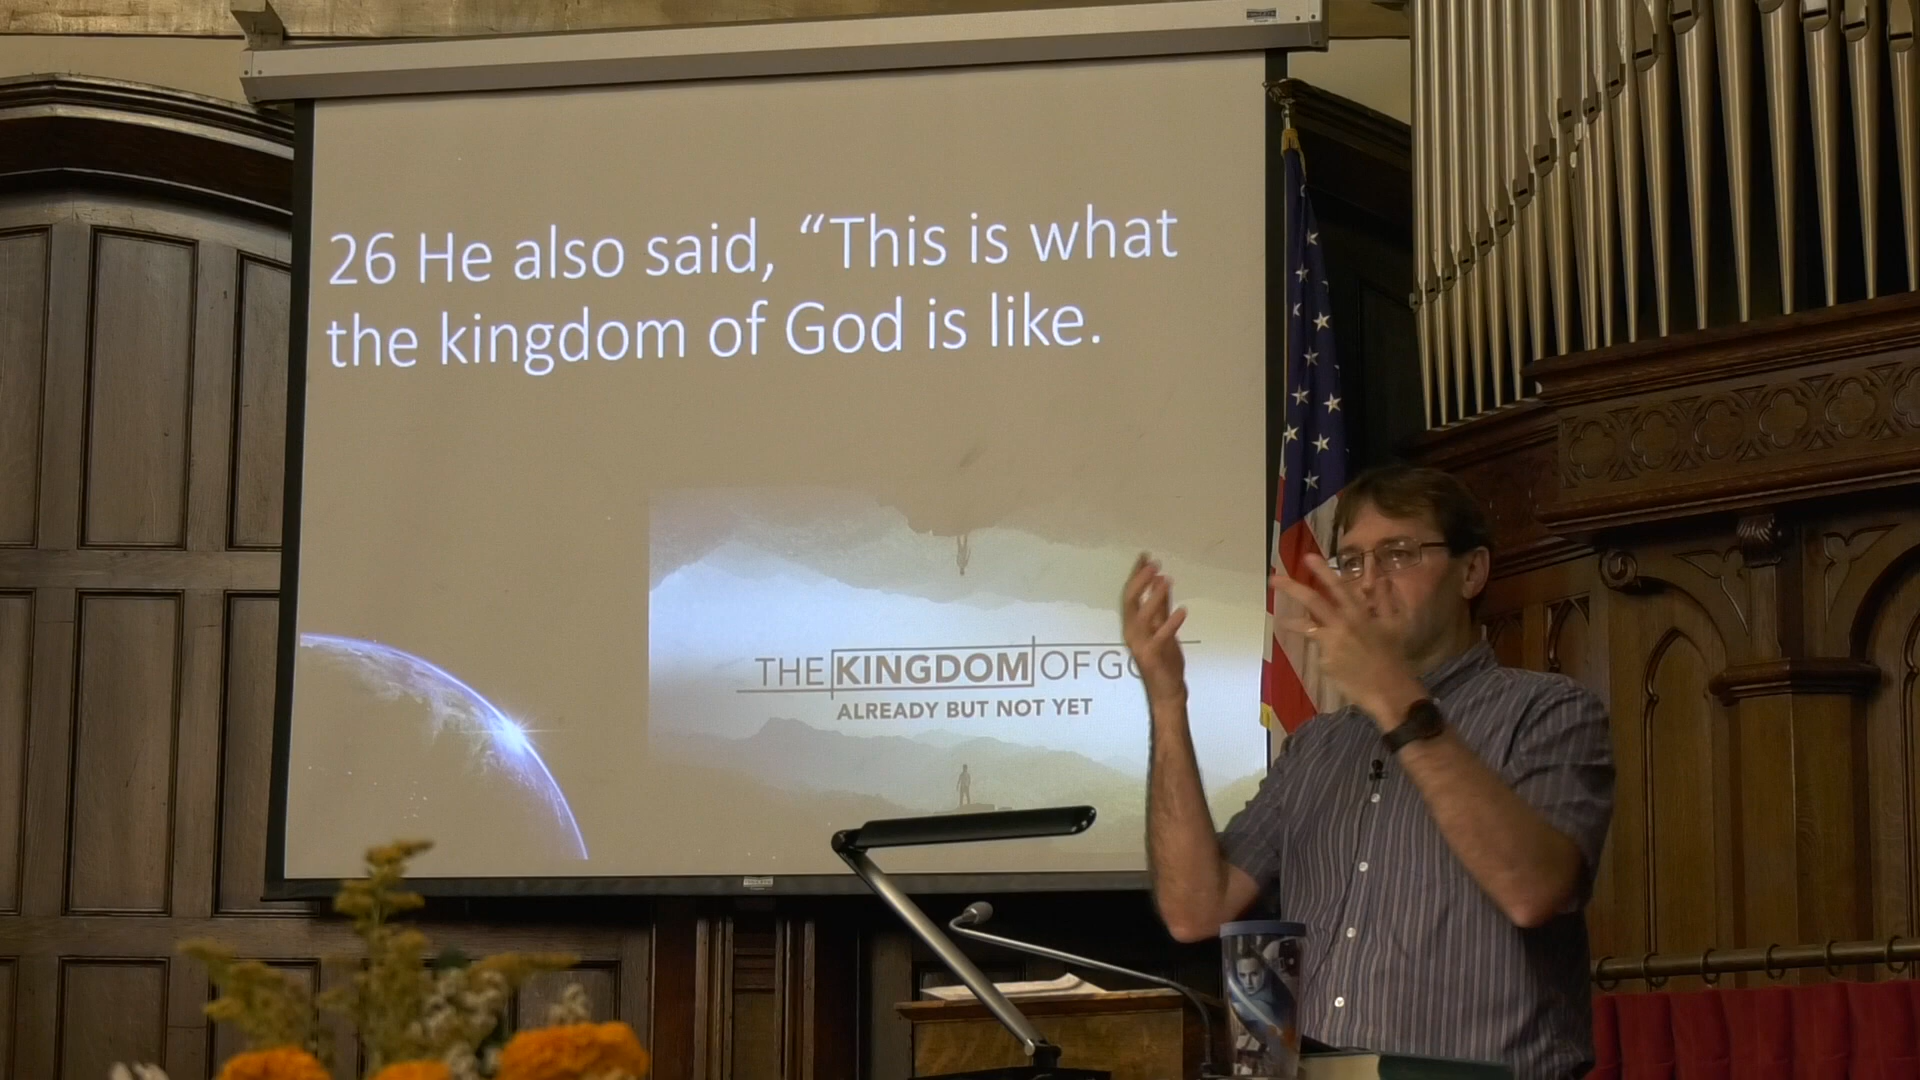 26 He also said, “This is what
the kingdom of God is like.
THE KINGDOM OF GO
ALREADY BUT NOT YET